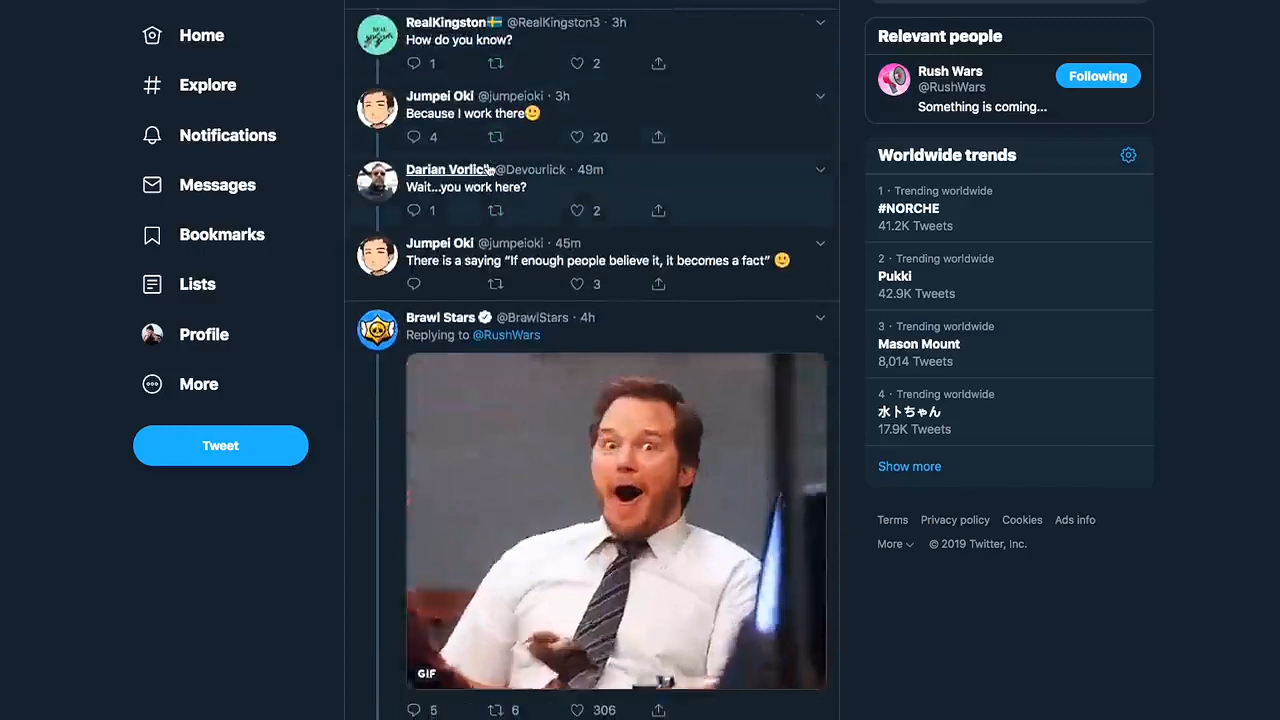 Home
Explore
Notifications
Messages
Bookmarks
Lists
Profile
More
Tweet
RealKingston🇸🇪 @RealKingston3 · 3h
How do you know?
1 2
Jumpei Oki @jumpeioki · 3h
Because I work there🙂
4 20
Darian Vorlick @Devourlick · 49m
Wait...you work here?
1 2
Jumpei Oki @jumpeioki · 45m
There is a saying “If enough people believe it, it becomes a fact” 🙂
3
Brawl Stars @BrawlStars · 4h
Replying to @RushWars
GIF
5 6 306
Relevant people
Rush Wars
@RushWars
Following
Something is coming...
Worldwide trends
1 · Trending worldwide
#NORCHE
41.2K Tweets
2 · Trending worldwide
Pukki
42.9K Tweets
3 · Trending worldwide
Mason Mount
8,014 Tweets
4 · Trending worldwide
水卜ちゃん
17.9K Tweets
Show more
Terms Privacy policy Cookies Ads info
More © 2019 Twitter, Inc.